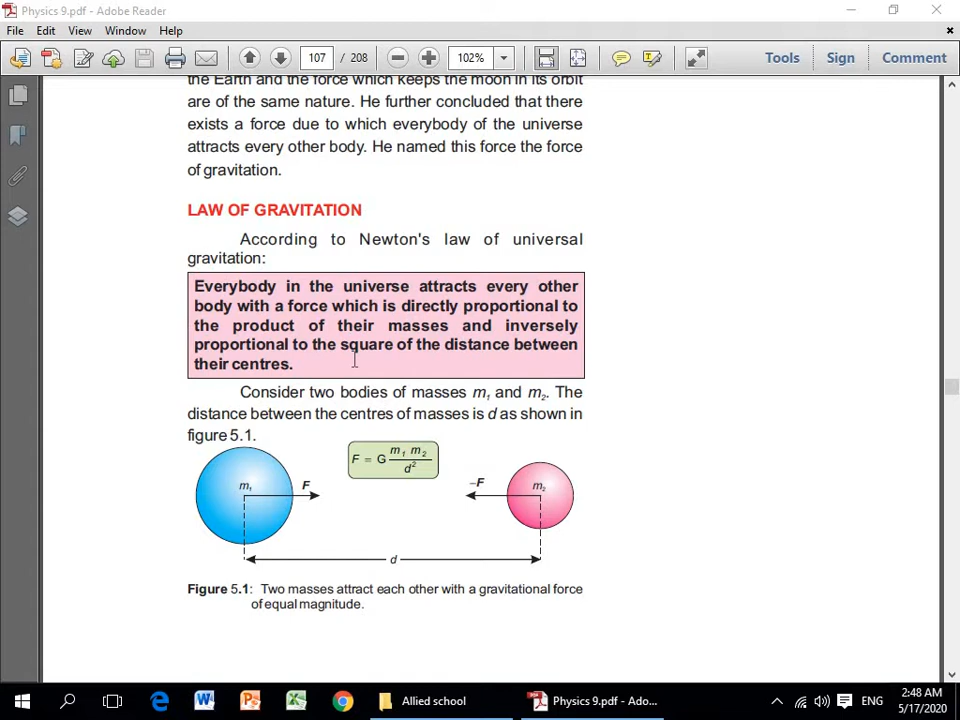 Physics 9.pdf - Adobe Reader
File Edit View Window Help
107 / 208 102% Tools Sign Comment
the Earth and the force which keeps the moon in its orbit
are of the same nature. He further concluded that there
exists a force due to which everybody of the universe
attracts every other body. He named this force the force
of gravitation.
LAW OF GRAVITATION
According to Newton's law of universal
gravitation:
Everybody in the universe attracts every other
body with a force which is directly proportional to
the product of their masses and inversely
proportional to the square of the distance between
their centres.
Consider two bodies of masses m₁ and m₂. The
distance between the centres of masses is d as shown in
figure 5.1.
F = G m₁ m₂ / d²
m₁ F –F m₂
d
Figure 5.1: Two masses attract each other with a gravitational force
of equal magnitude.
Allied school Physics 9.pdf - Ado... ENG 2:48 AM
5/17/2020